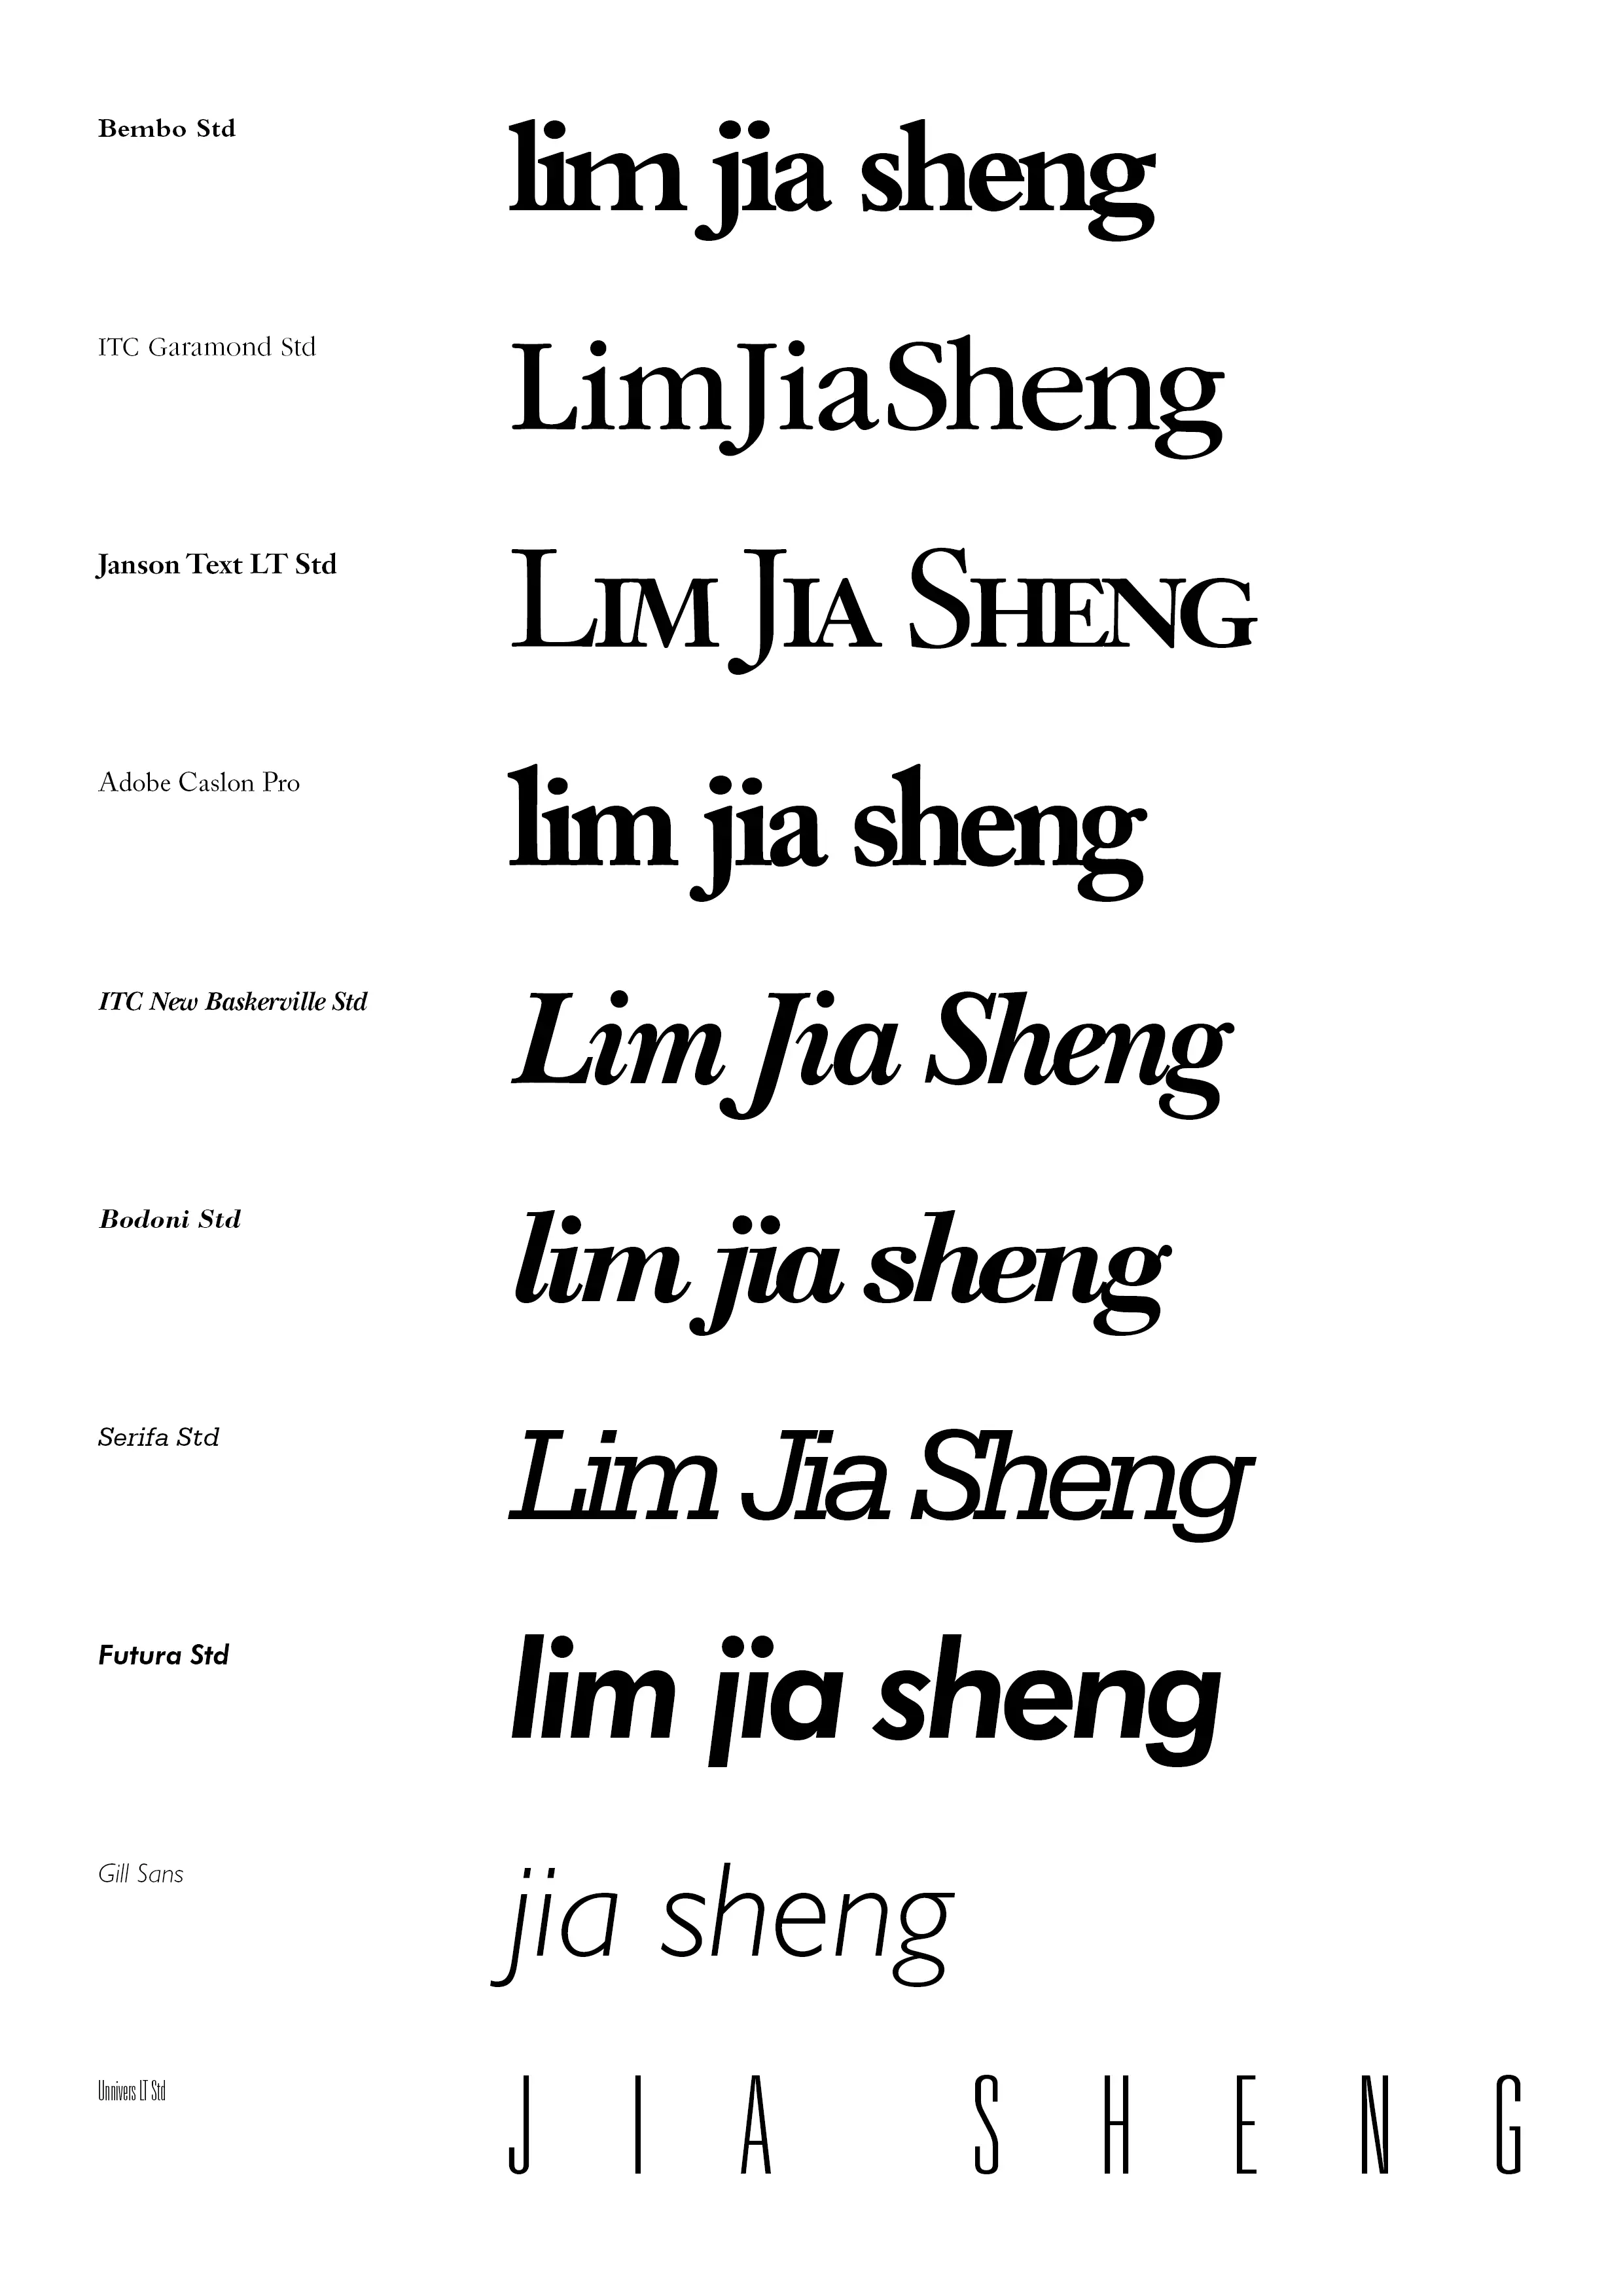 Bembo Std lim jia sheng
ITC Garamond Std LimJiaSheng
Janson Text LT Std Lim Jia Sheng
Adobe Caslon Pro lim jia sheng
ITC New Baskerville Std Lim Jia Sheng
Bodoni Std lim jia sheng
Serifa Std Lim Jia Sheng
Futura Std lim jia sheng
Gill Sans jia sheng
Univers LT Std JIA SHENG